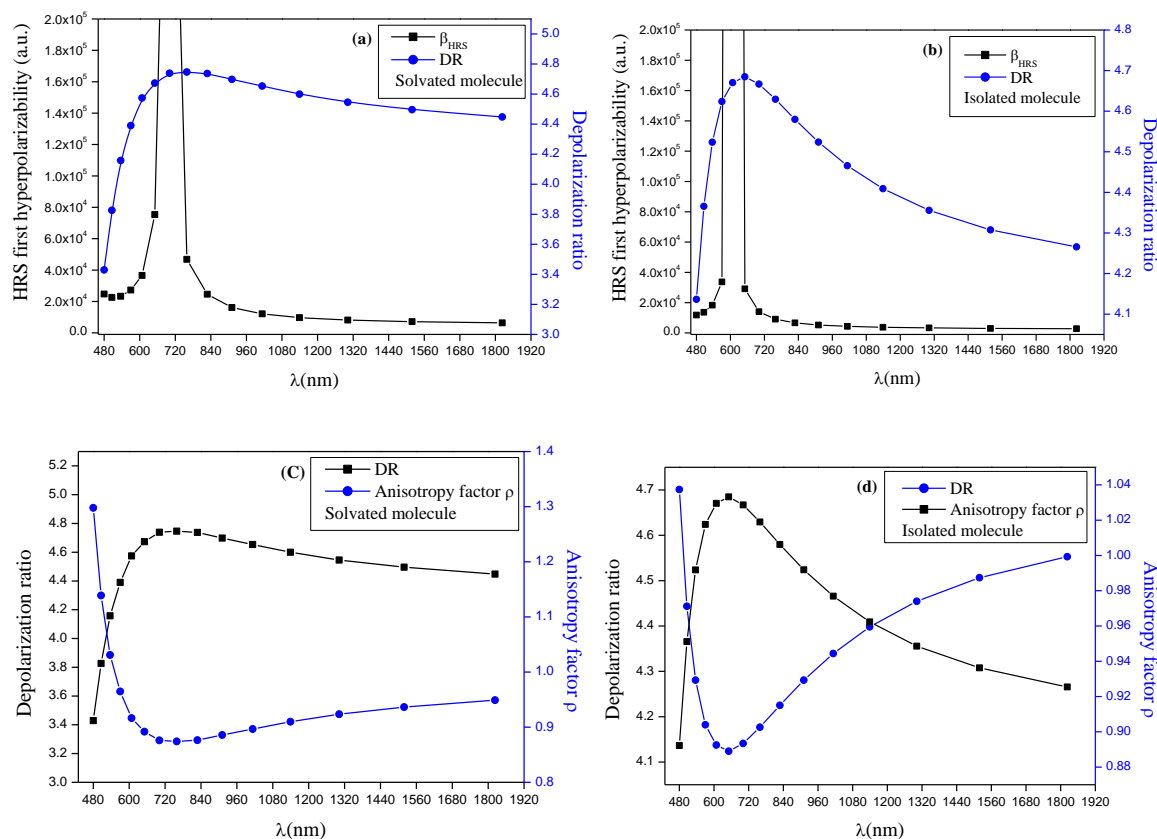 (a)
β_HRS
DR
Solvated molecule
HRS first hyperpolarizability (a.u.)
2.0x10⁵
1.8x10⁵
1.6x10⁵
1.4x10⁵
1.2x10⁵
1.0x10⁵
8.0x10⁴
6.0x10⁴
4.0x10⁴
2.0x10⁴
0.0
Depolarization ratio
5.0
4.8
4.6
4.4
4.2
4.0
3.8
3.6
3.4
3.2
3.0
480 600 720 840 960 1080 1200 1320 1440 1560 1680 1800 1920
λ(nm)
(b)
β_HRS
DR
Isolated molecule
HRS first hyperpolarizability (a.u.)
2.0x10⁵
1.8x10⁵
1.6x10⁵
1.4x10⁵
1.2x10⁵
1.0x10⁵
8.0x10⁴
6.0x10⁴
4.0x10⁴
2.0x10⁴
0.0
Depolarization ratio
4.8
4.7
4.6
4.5
4.4
4.3
4.2
4.1
480 600 720 840 960 1080 1200 1320 1440 1560 1680 1800 1920
λ(nm)
(C)
DR
Anisotropy factor ρ
Solvated molecule
Depolarization ratio
5.2
5.0
4.8
4.6
4.4
4.2
4.0
3.8
3.6
3.4
3.2
3.0
Anisotropy factor ρ
1.4
1.3
1.2
1.1
1.0
0.9
0.8
480 600 720 840 960 1080 1200 1320 1440 1560 1680 1800 1920
λ(nm)
(d)
DR
Anisotropy factor ρ
Isolated molecule
Depolarization ratio
4.7
4.6
4.5
4.4
4.3
4.2
4.1
Anisotropy factor ρ
1.04
1.02
1.00
0.98
0.96
0.94
0.92
0.90
0.88
480 600 720 840 960 1080 1200 1320 1440 1560 1680 1800 1920
λ(nm)